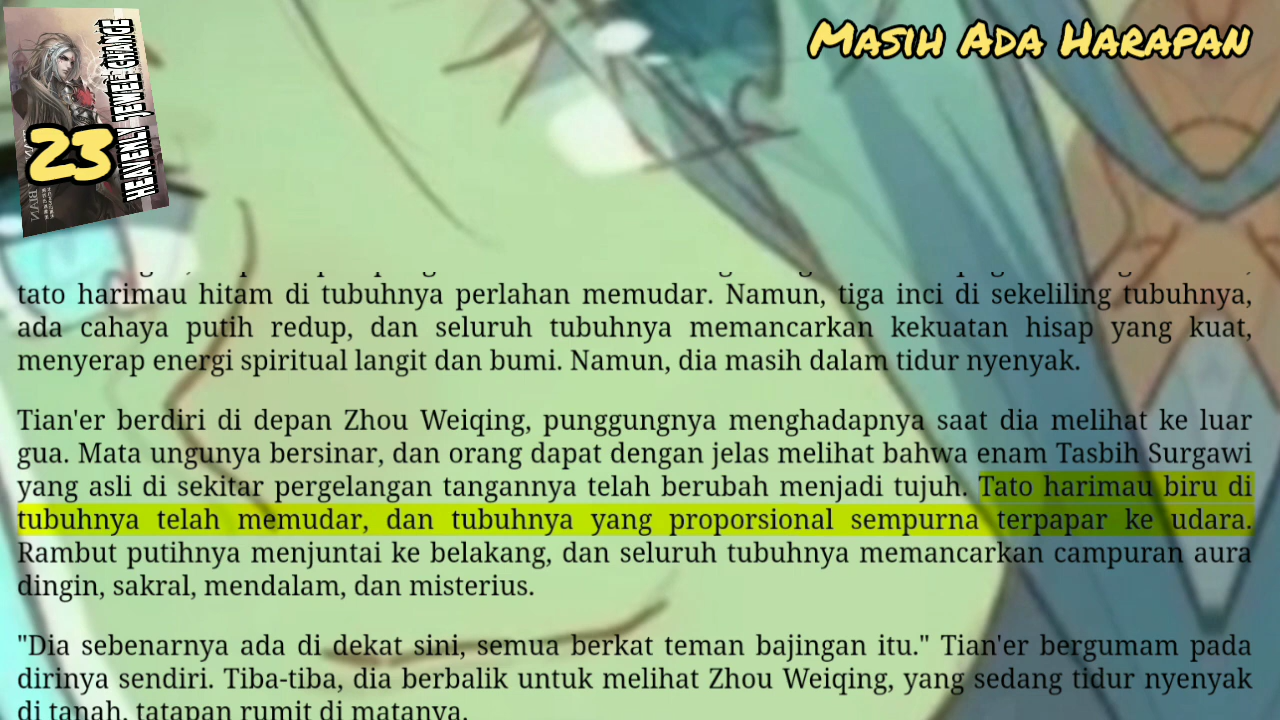 Masih Ada Harapan
HEAVENLY JEWEL CHANGE
23
tato harimau hitam di tubuhnya perlahan memudar. Namun, tiga inci di sekeliling tubuhnya,
ada cahaya putih redup, dan seluruh tubuhnya memancarkan kekuatan hisap yang kuat,
menyerap energi spiritual langit dan bumi. Namun, dia masih dalam tidur nyenyak.
Tian'er berdiri di depan Zhou Weiqing, punggungnya menghadapnya saat dia melihat ke luar
gua. Mata ungunya bersinar, dan orang dapat dengan jelas melihat bahwa enam Tasbih Surgawi
yang asli di sekitar pergelangan tangannya telah berubah menjadi tujuh. Tato harimau biru di
tubuhnya telah memudar, dan tubuhnya yang proporsional sempurna terpapar ke udara.
Rambut putihnya menjuntai ke belakang, dan seluruh tubuhnya memancarkan campuran aura
dingin, sakral, mendalam, dan misterius.
"Dia sebenarnya ada di dekat sini, semua berkat teman bajingan itu." Tian'er bergumam pada
dirinya sendiri. Tiba-tiba, dia berbalik untuk melihat Zhou Weiqing, yang sedang tidur nyenyak
di tanah, tatapan rumit di matanya.